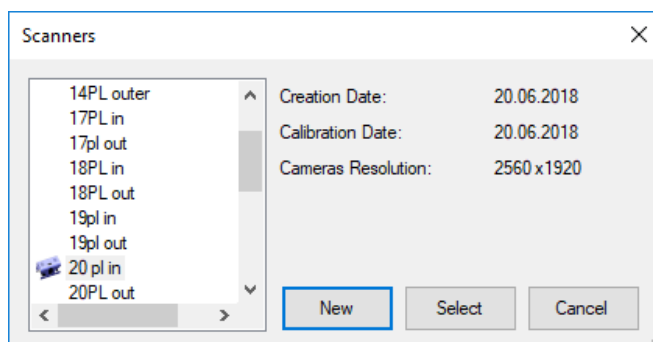 Scanners
14PL outer
17PL in
17pl out
18PL in
18PL out
19pl in
19pl out
20 pl in
20PL out
Creation Date: 20.06.2018
Calibration Date: 20.06.2018
Cameras Resolution: 2560 x1920
New Select Cancel